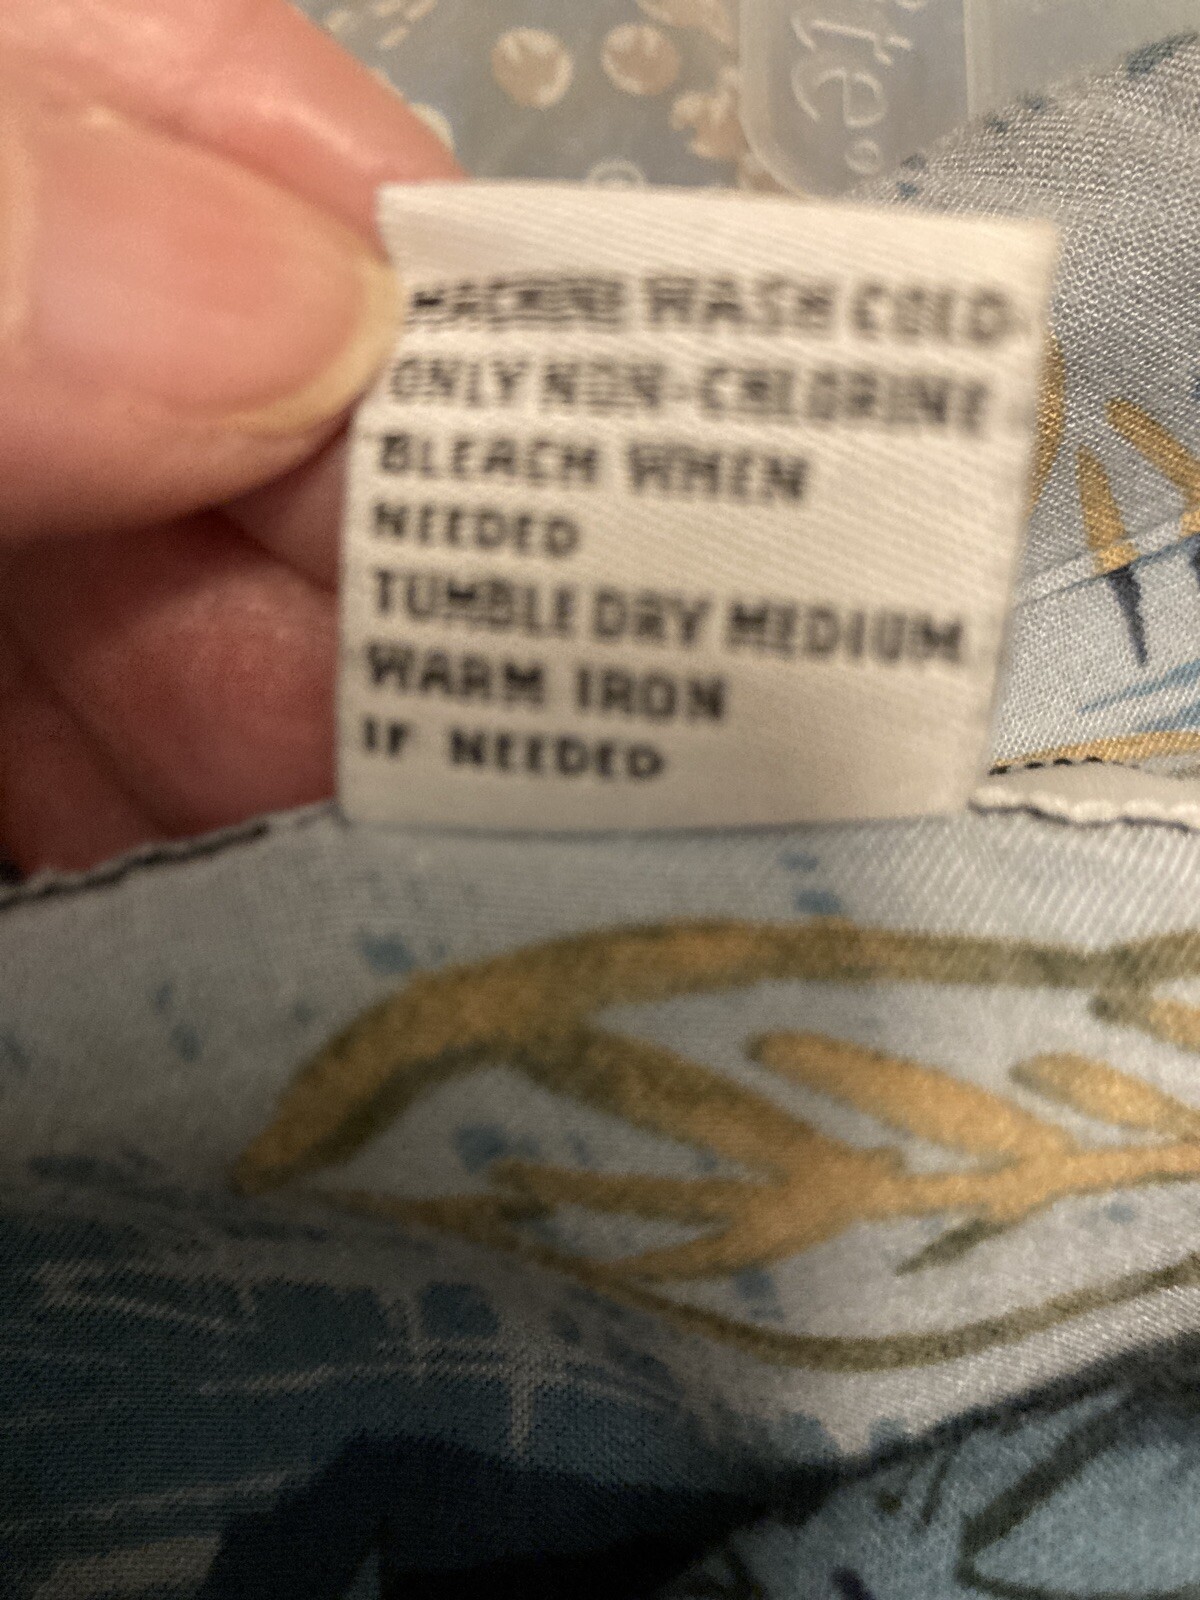 MACHINE WASH COLD
ONLY NON-CHLORINE
BLEACH WHEN
NEEDED
TUMBLE DRY MEDIUM
WARM IRON
IF NEEDED